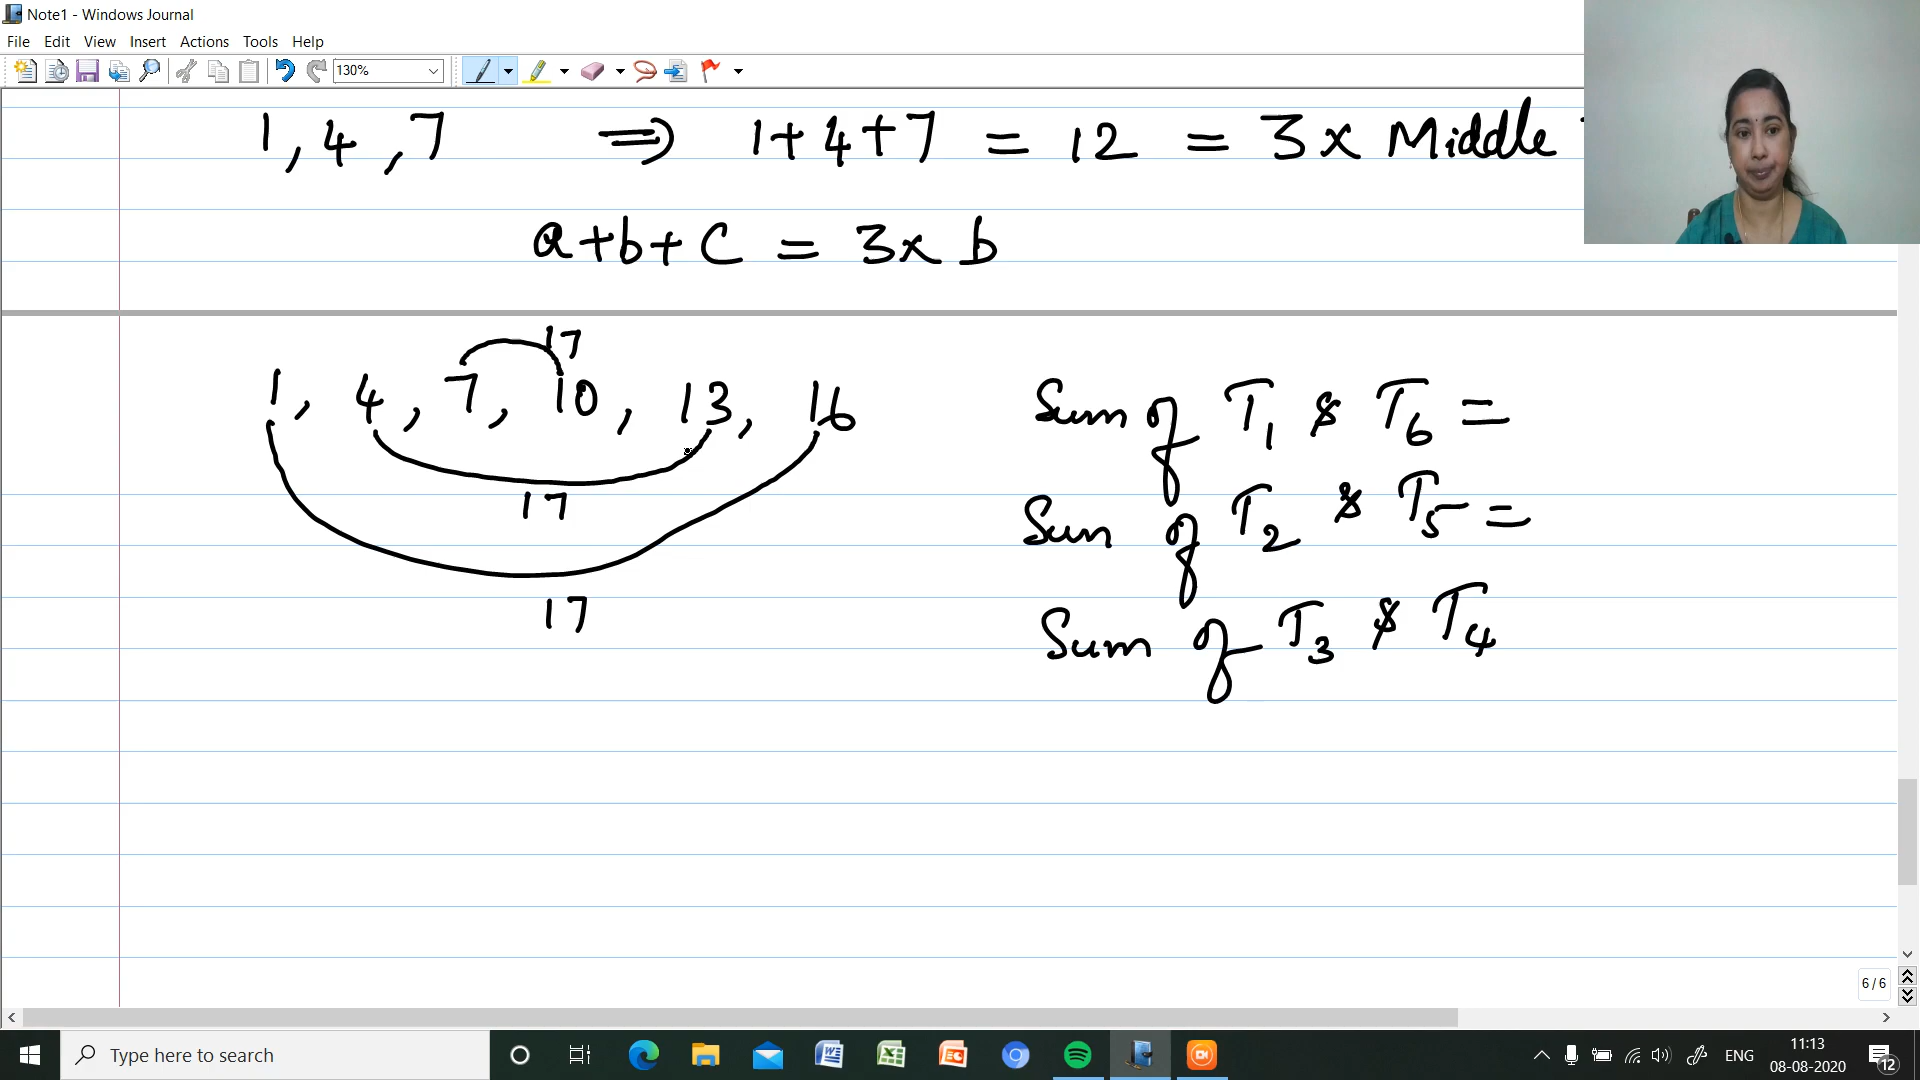 Note1 - Windows Journal
File Edit View Insert Actions Tools Help
130%
1, 4, 7 ⇒ 1+4+7 = 12 = 3x Middle
a+b+c = 3x b
17
1, 4, 7, 10, 13, 16
17
17
Sum of T1 & T6 =
Sum of T2 & T5 =
Sum of T3 & T4
6 / 6
Type here to search
ENG
11:13
08-08-2020
12